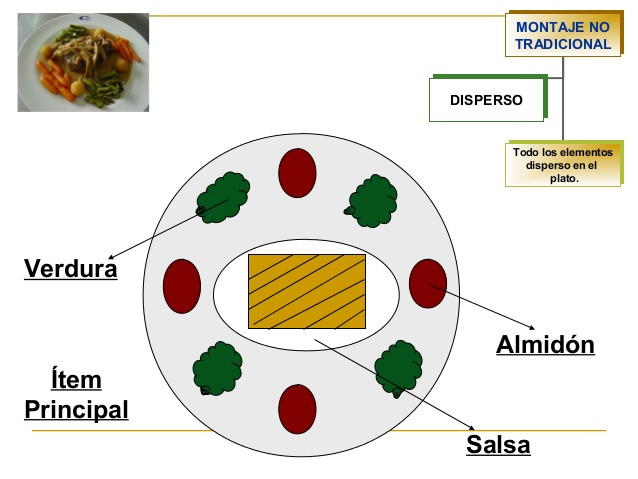 MONTAJE NO
TRADICIONAL
DISPERSO
Todo los elementos
disperso en el
plato.
Verdura
Almidón
Ítem
Principal
Salsa